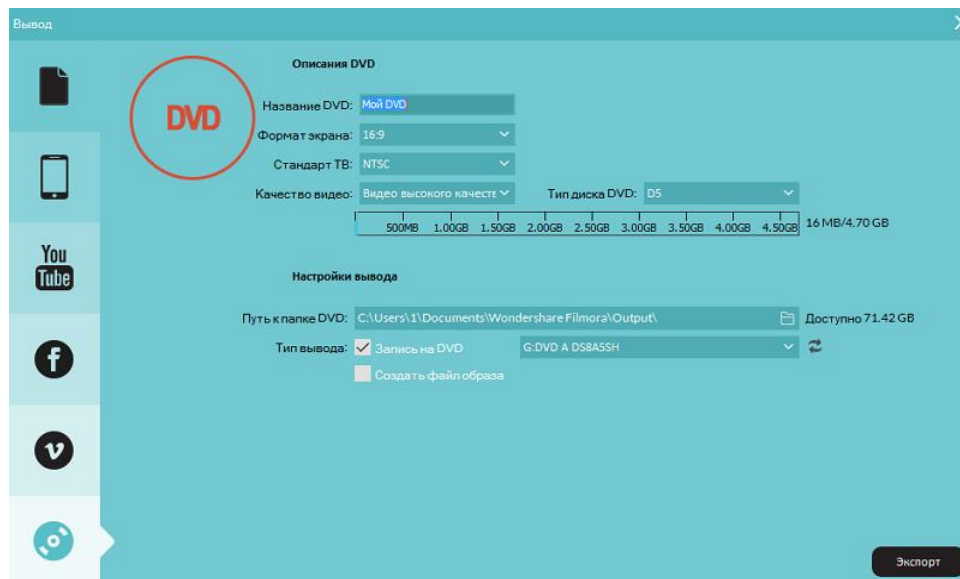 Вывод
Описания DVD
DVD
Название DVD: Мой DVD
Формат экрана: 16:9
Стандарт ТВ: NTSC
Качество видео: Видео высокого качеств Тип диска DVD: D5
500MB 1.00GB 1.50GB 2.00GB 2.50GB 3.00GB 3.50GB 4.00GB 4.50GB 16 MB/4.70 GB
You
Tube
Настройки вывода
Путь к папке DVD: C:\Users\1\Documents\Wondershare Filmora\Output\ Доступно 71.42 GB
Тип вывода: Запись на DVD G:DVD A DS8A5SH
Создать файл образа
Экспорт